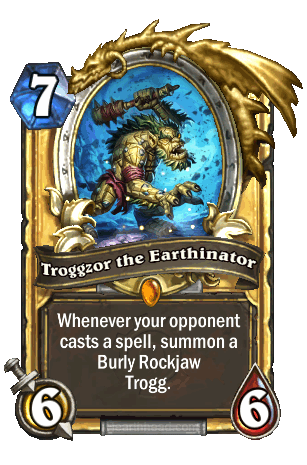 7
Troggzor the Earthinator
Whenever your opponent
casts a spell, summon a
Burly Rockjaw
Trogg.
6
6